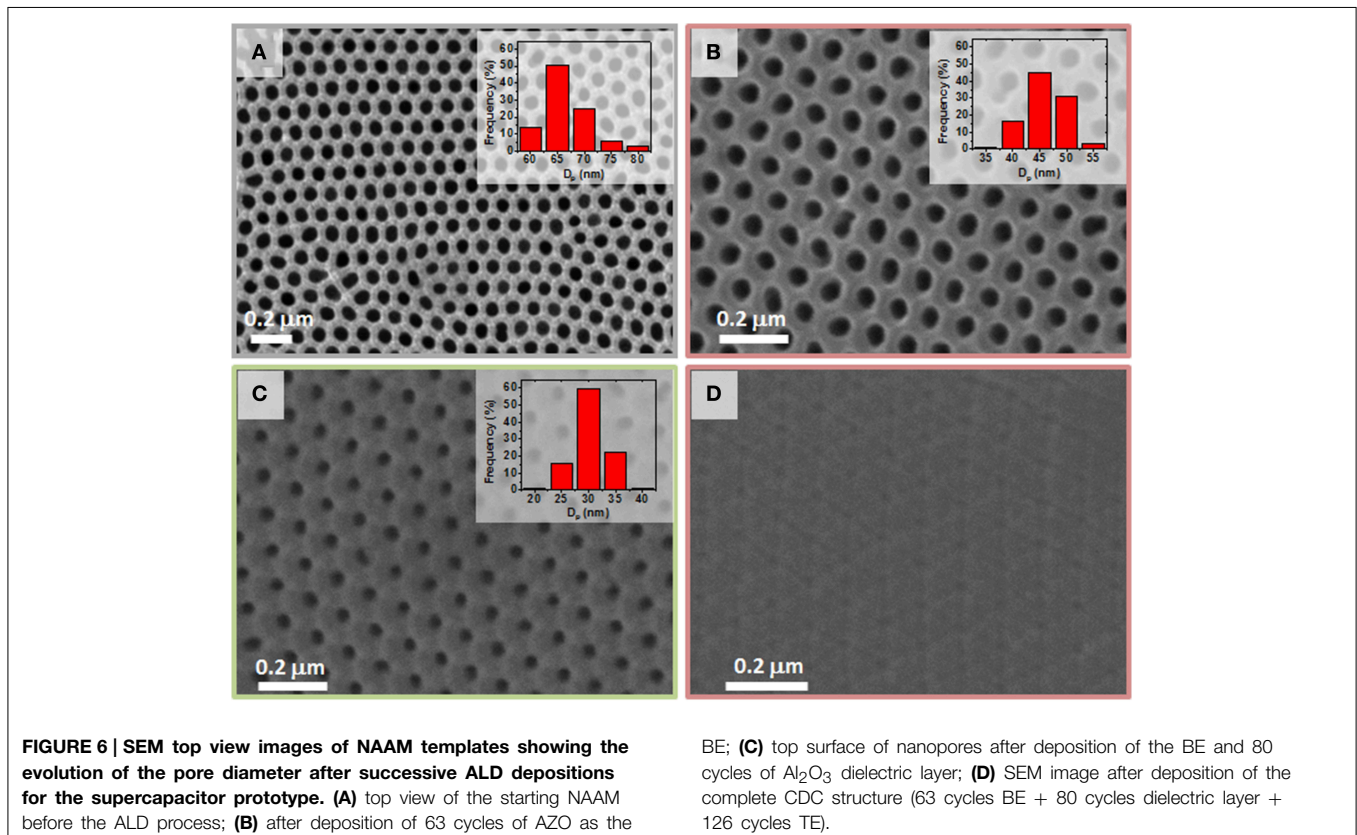 A
Frequency (%)
60
50
40
30
20
10
0
60 65 70 75 80
Dₚ (nm)
0.2 µm
B
Frequency (%)
60
50
40
30
20
10
0
35 40 45 50 55
Dₚ (nm)
0.2 µm
C
Frequency (%)
60
50
40
30
20
10
0
20 25 30 35 40
Dₚ (nm)
0.2 µm
D
0.2 µm
FIGURE 6 | SEM top view images of NAAM templates showing the
evolution of the pore diameter after successive ALD depositions
for the supercapacitor prototype. (A) top view of the starting NAAM
before the ALD process; (B) after deposition of 63 cycles of AZO as the
BE; (C) top surface of nanopores after deposition of the BE and 80
cycles of Al₂O₃ dielectric layer; (D) SEM image after deposition of the
complete CDC structure (63 cycles BE + 80 cycles dielectric layer +
126 cycles TE).